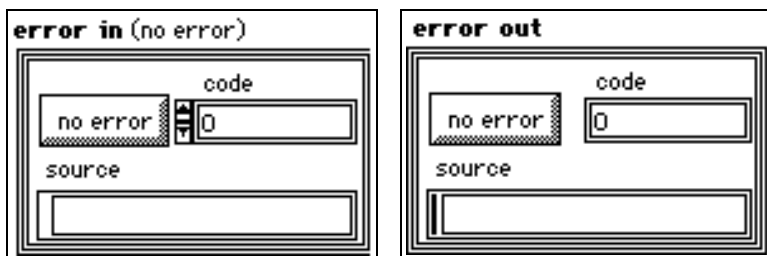 error in (no error)
code
no error
0
source
error out
code
no error
0
source